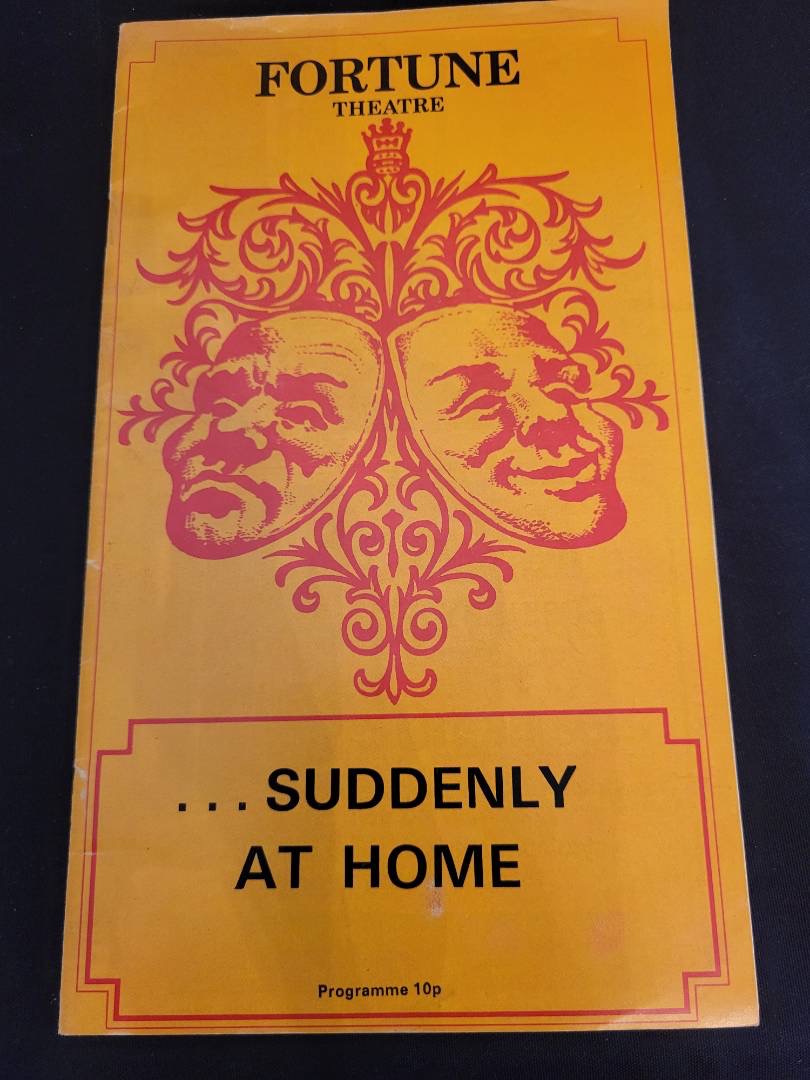 FORTUNE
THEATRE
...SUDDENLY
AT HOME
Programme 10p